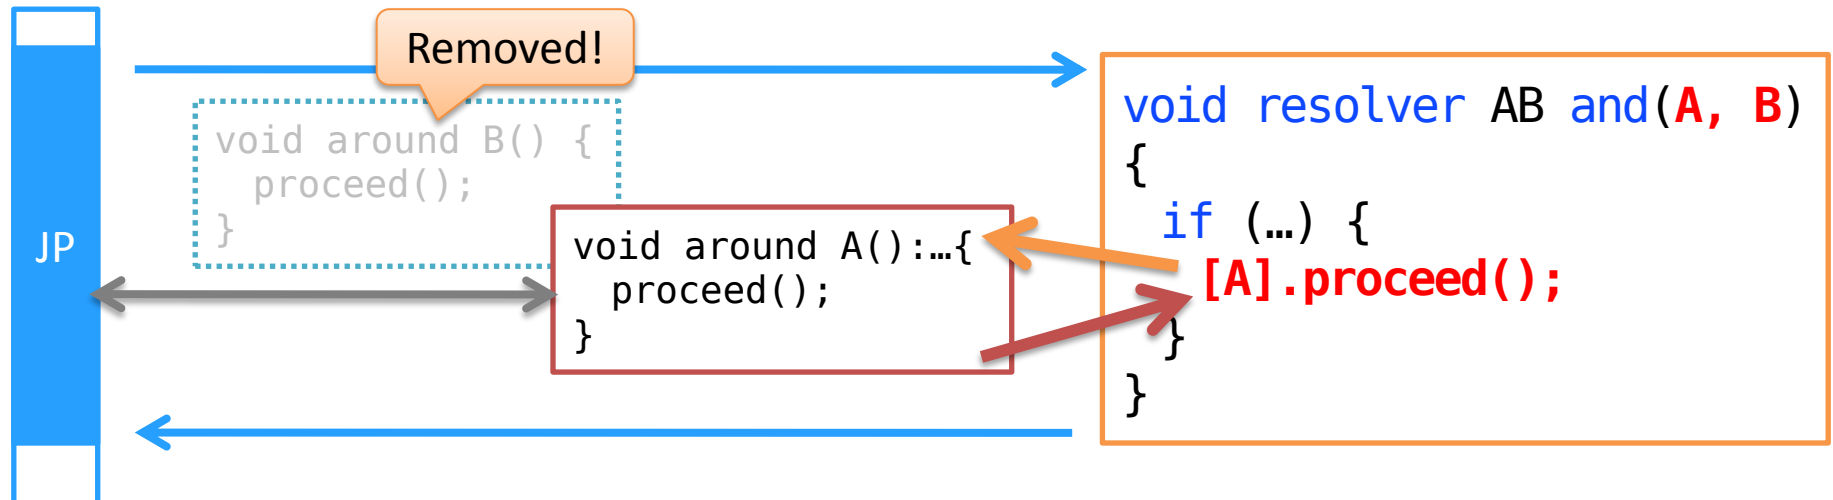 Removed!
JP
void around B() {
proceed();
}
void around A():…{
proceed();
}
void resolver AB and(A, B)
{
if (…) {
[A].proceed();
}
}